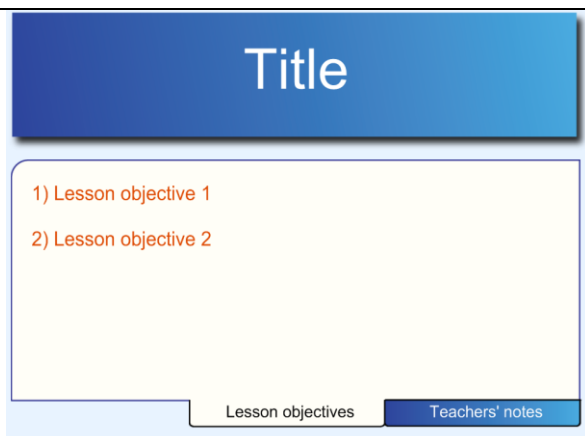 Title
1) Lesson objective 1
2) Lesson objective 2
Lesson objectives
Teachers' notes